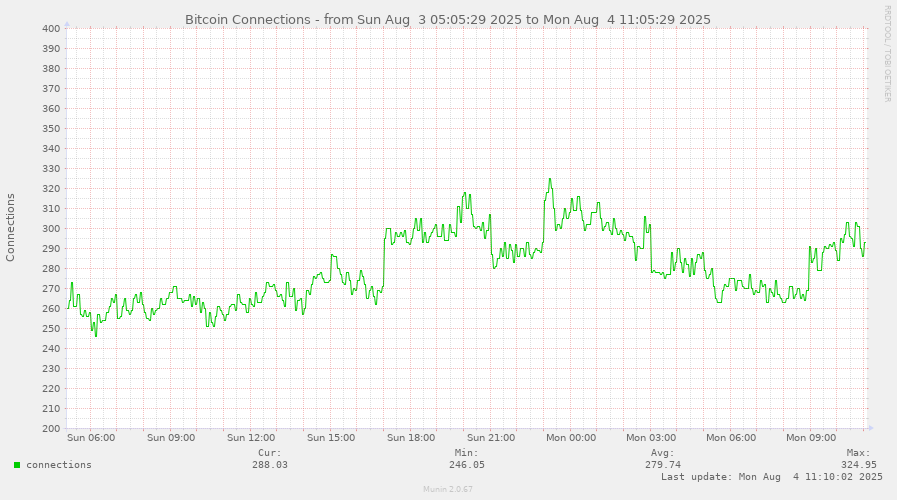 Bitcoin Connections - from Sun Aug  3 05:05:29 2025 to Mon Aug  4 11:05:29 2025
RRDTOOL / TOBI OETIKER
Connections
400
390
380
370
360
350
340
330
320
310
300
290
280
270
260
250
240
230
220
210
200
Sun 06:00 Sun 09:00 Sun 12:00 Sun 15:00 Sun 18:00 Sun 21:00 Mon 00:00 Mon 03:00 Mon 06:00 Mon 09:00
Cur: Min: Avg: Max:
connections 288.03 246.05 279.74 324.95
Last update: Mon Aug  4 11:10:02 2025
Munin 2.0.67